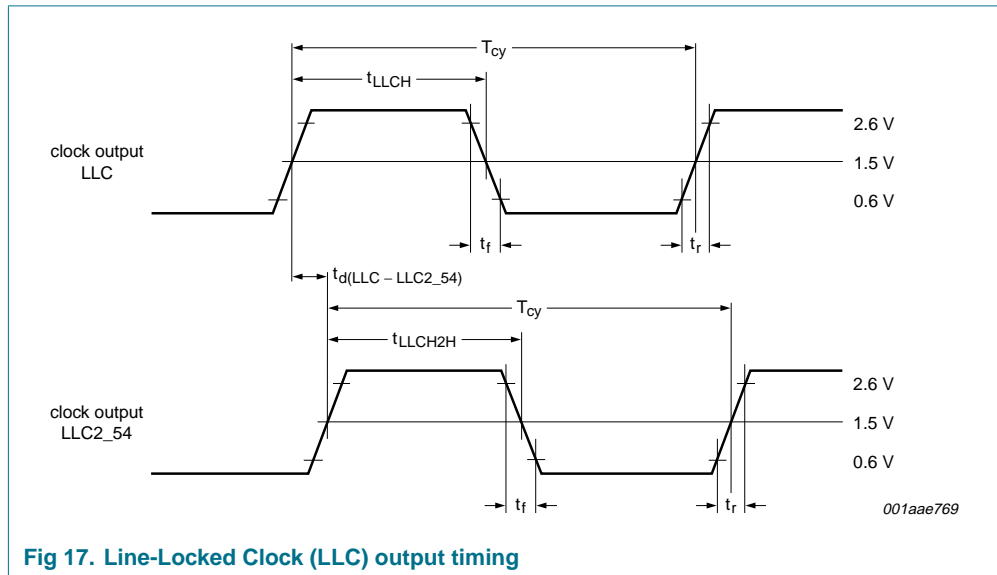 Tcy
tLLCH
clock output
LLC
2.6 V
1.5 V
0.6 V
tf
tr
td(LLC – LLC2_54)
Tcy
tLLCH2H
clock output
LLC2_54
2.6 V
1.5 V
0.6 V
tf
tr
001aae769
Fig 17. Line-Locked Clock (LLC) output timing